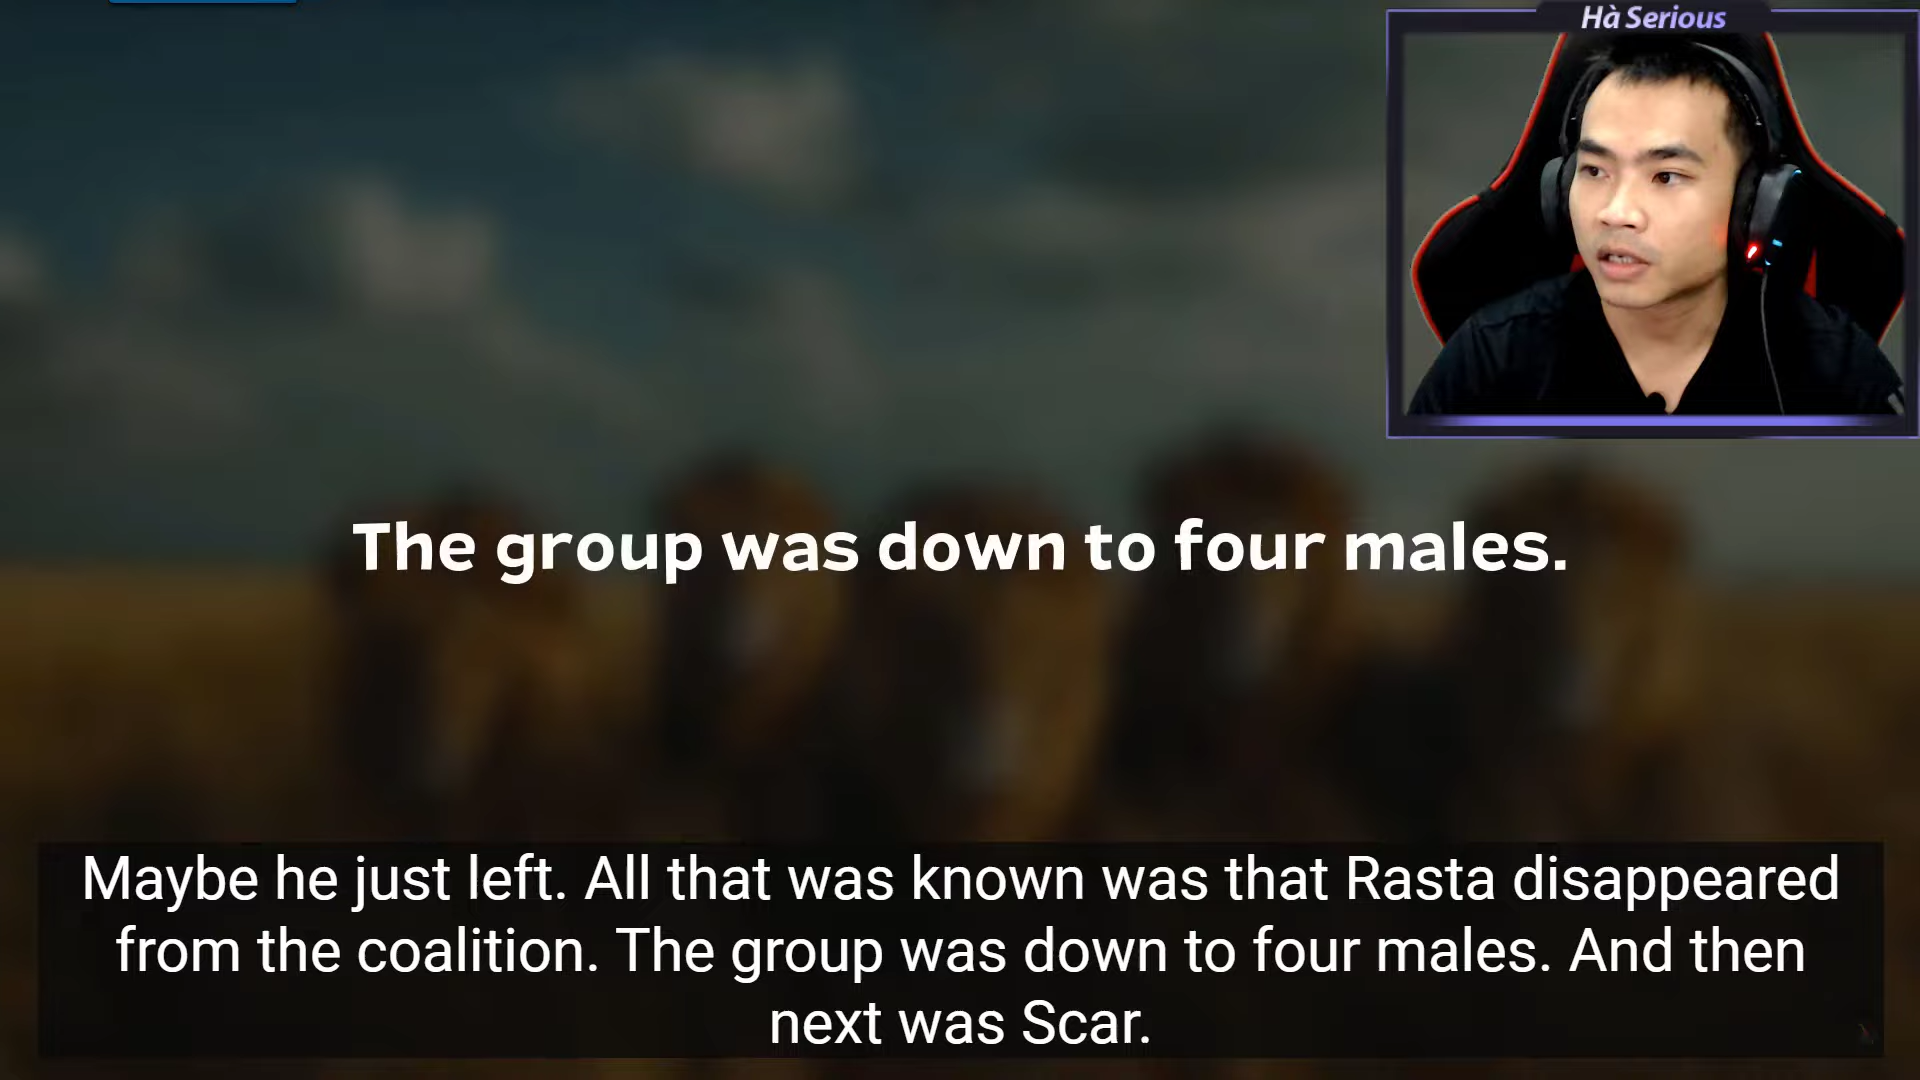 Hà Serious
The group was down to four males.
Maybe he just left. All that was known was that Rasta disappeared
from the coalition. The group was down to four males. And then
next was Scar.